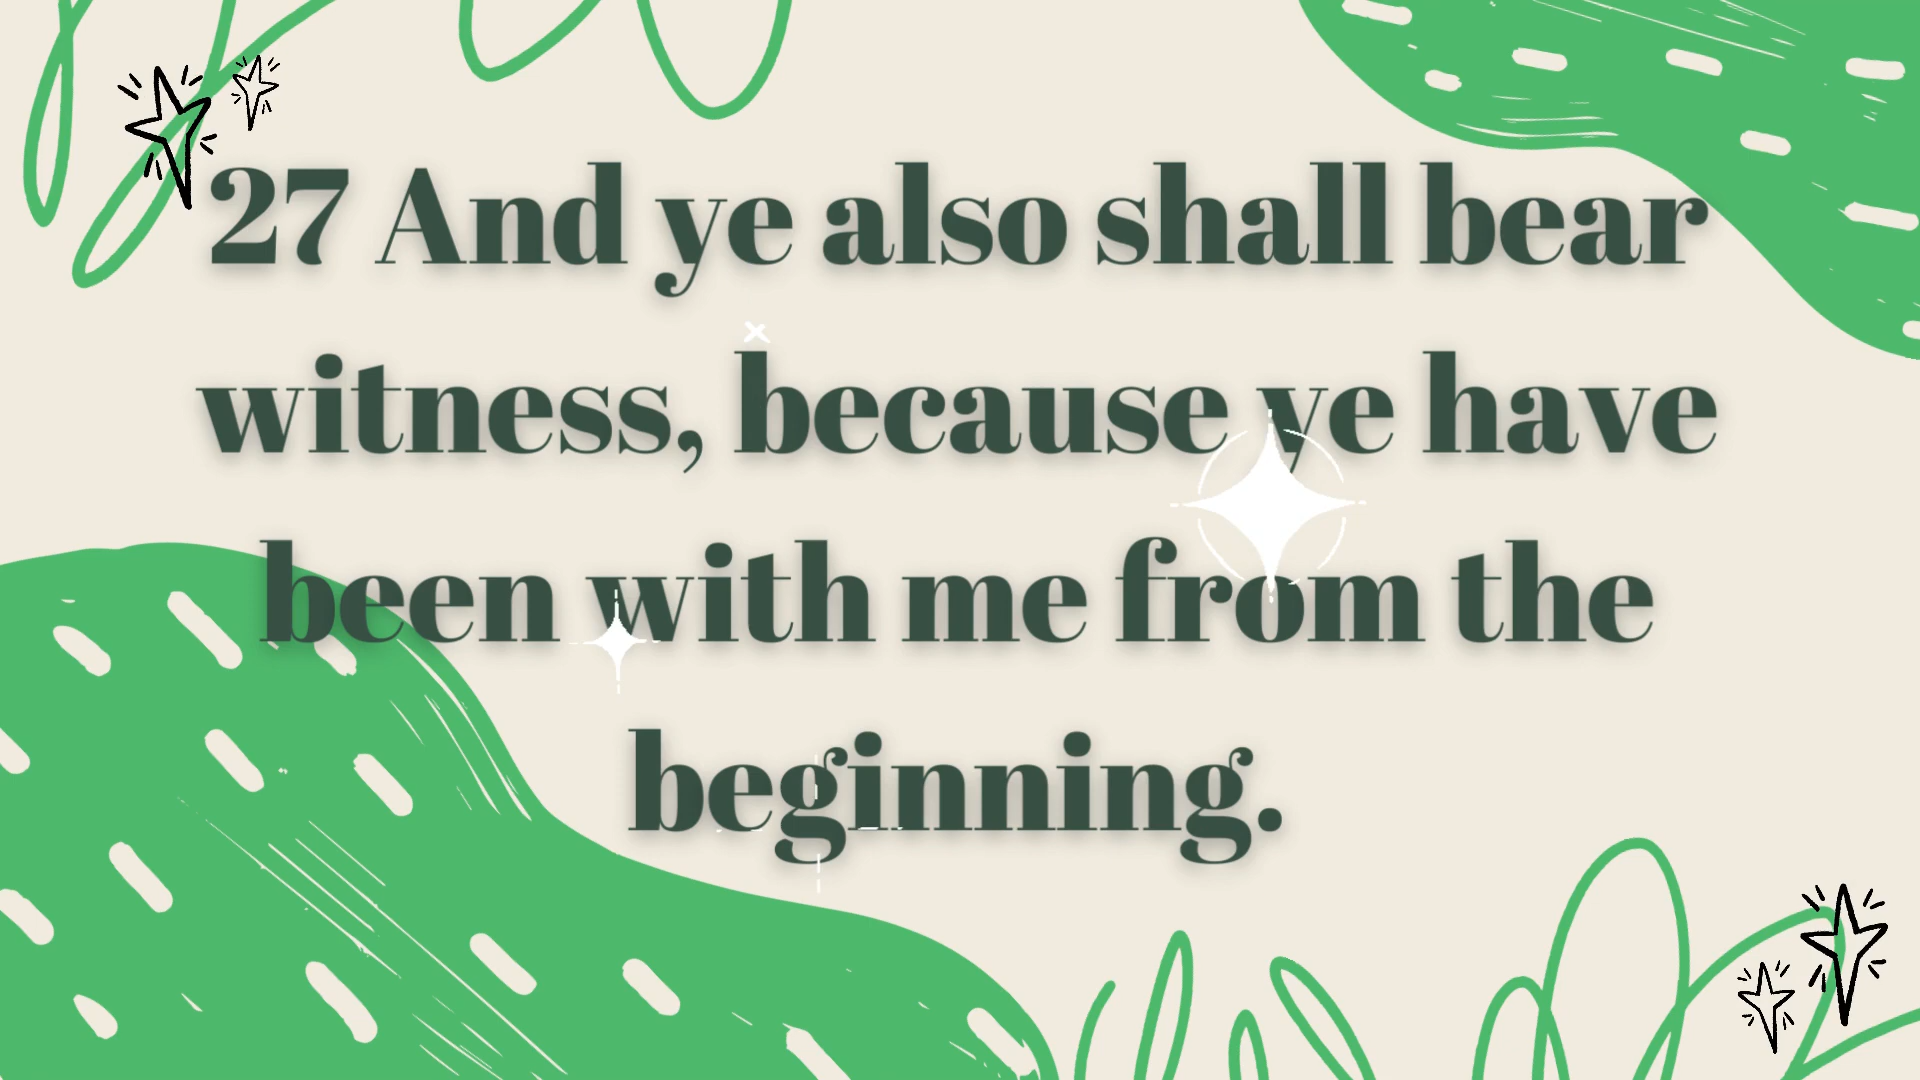 27 And ye also shall bear
witness, because ye have
been with me from the
beginning.